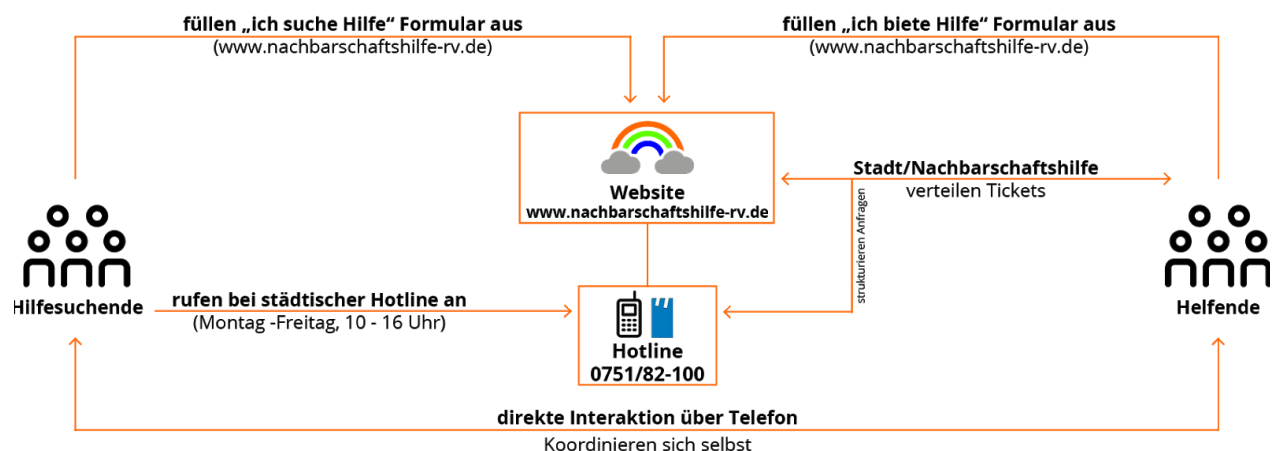 füllen „ich suche Hilfe“ Formular aus
(www.nachbarschaftshilfe-rv.de)
füllen „ich biete Hilfe“ Formular aus
(www.nachbarschaftshilfe-rv.de)
Website
www.nachbarschaftshilfe-rv.de
Stadt/Nachbarschaftshilfe
verteilen Tickets
strukturieren Anfragen
Hilfesuchende
rufen bei städtischer Hotline an
(Montag -Freitag, 10 - 16 Uhr)
Hotline
0751/82-100
Helfende
direkte Interaktion über Telefon
Koordinieren sich selbst